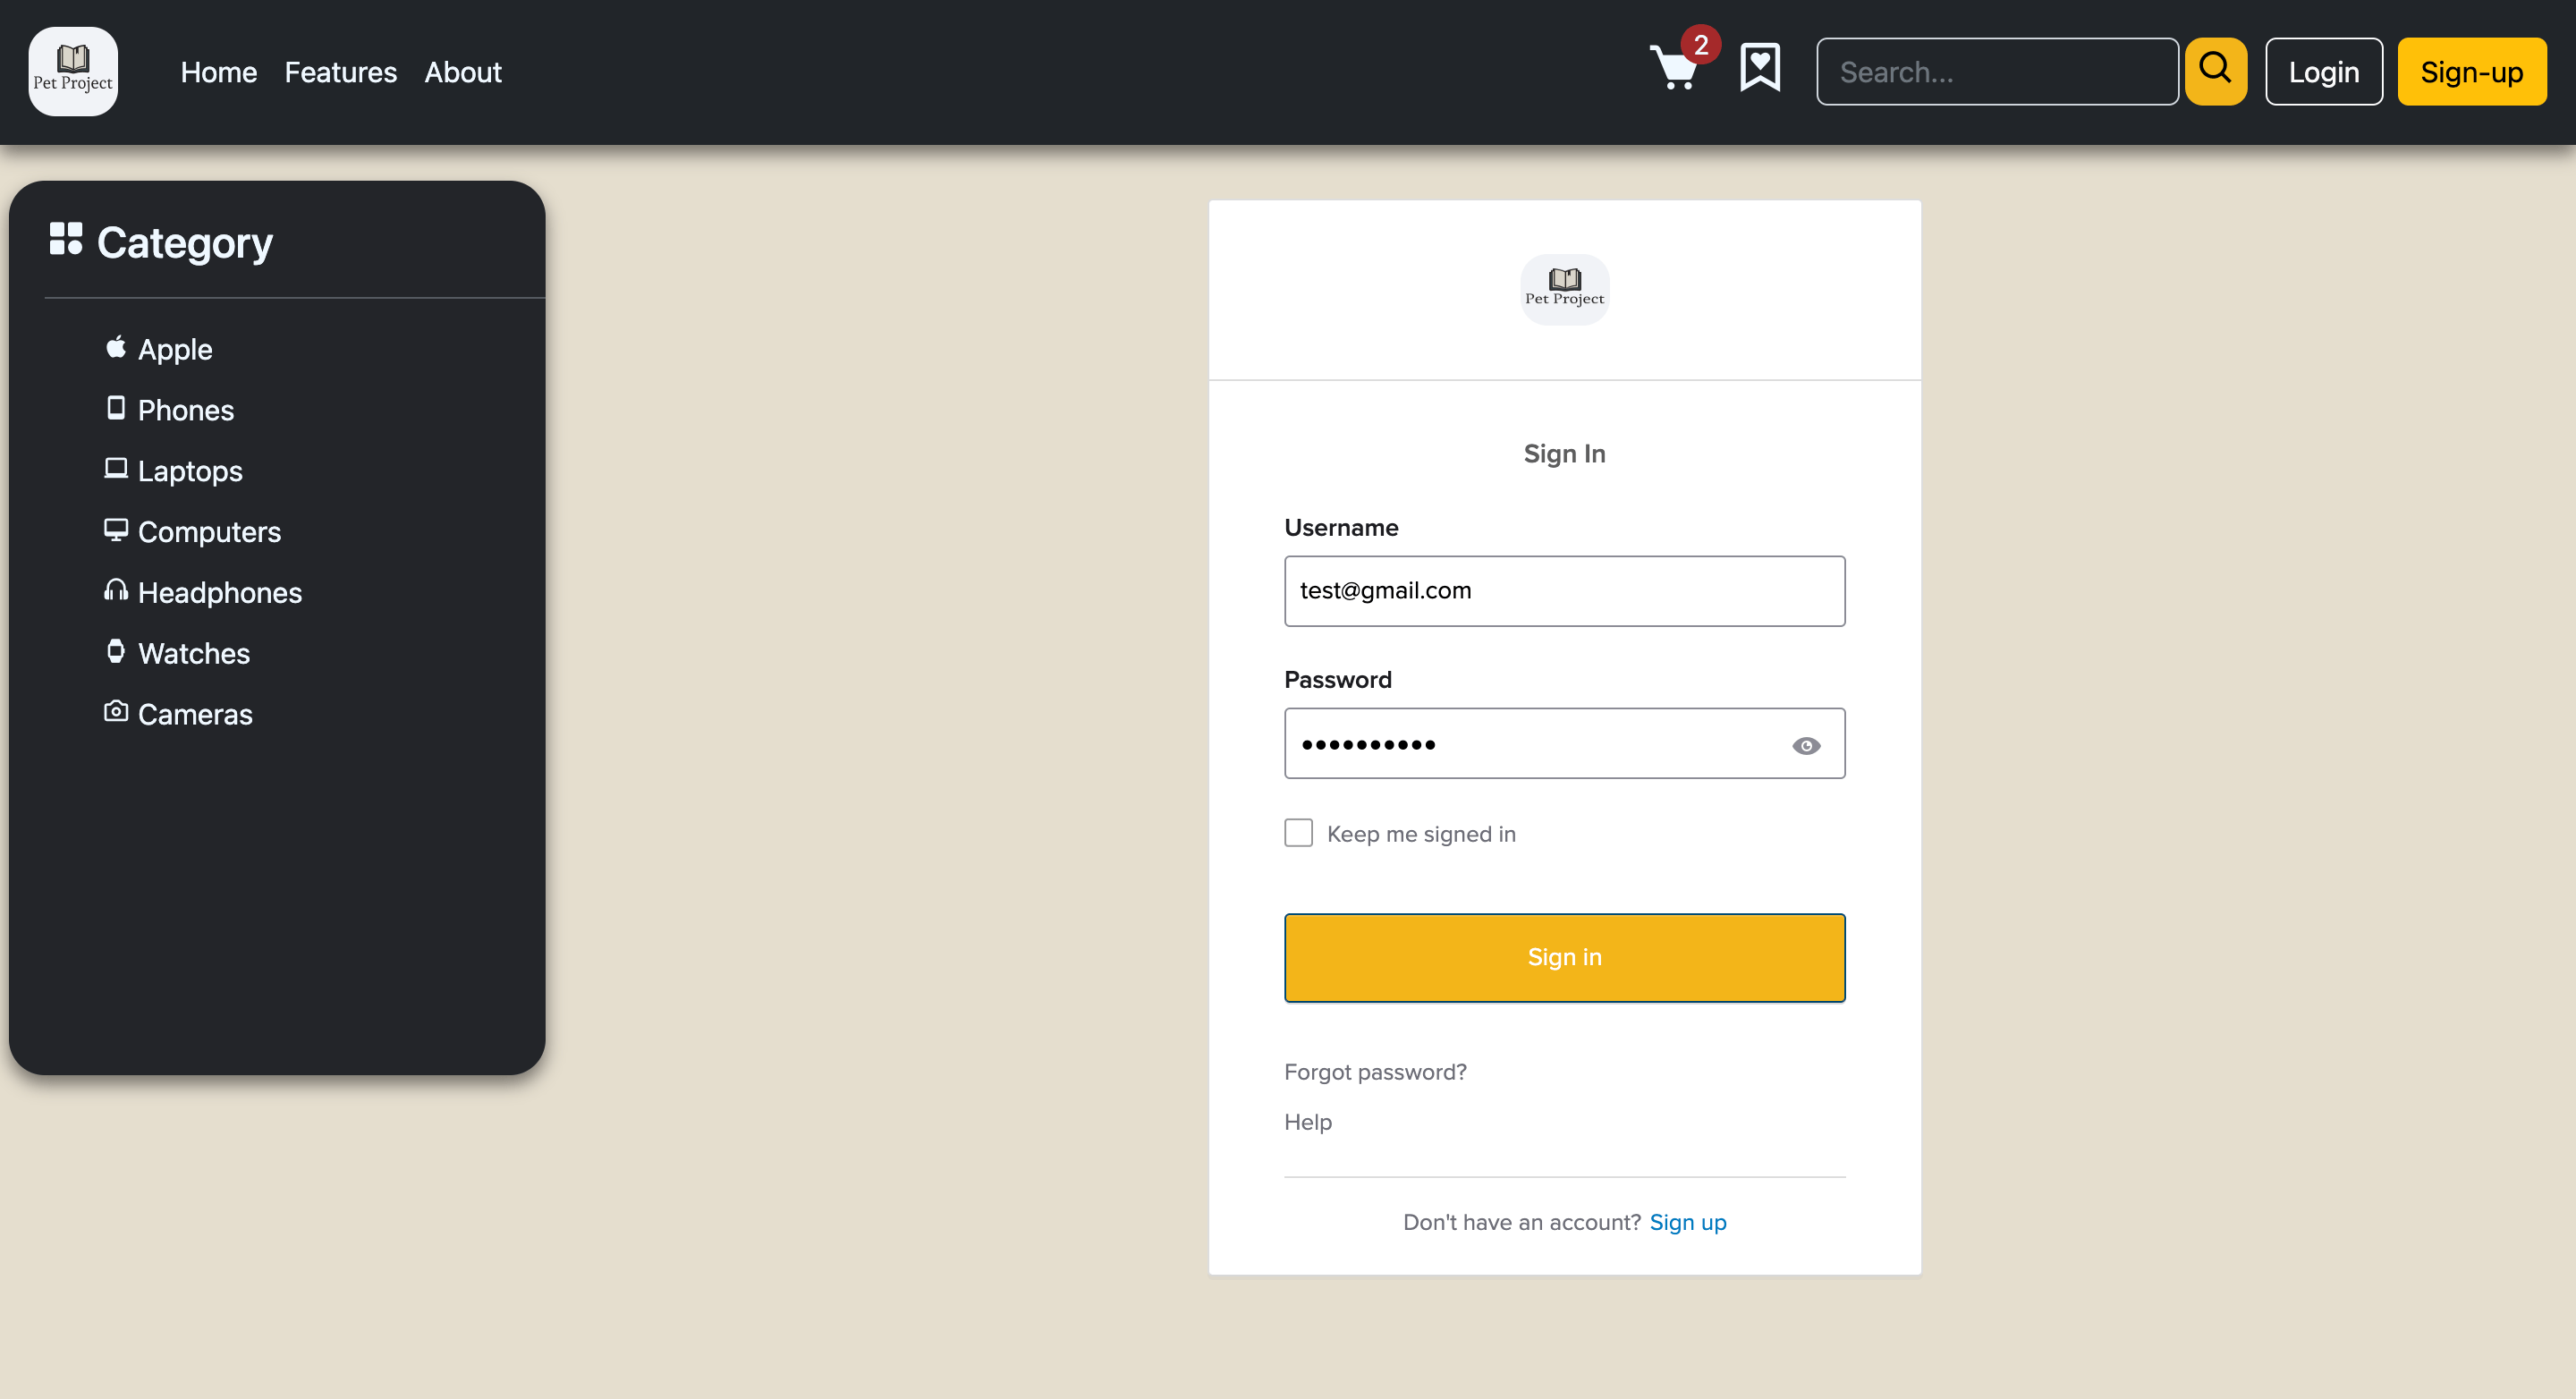 Pet Project
Home Features About
2
Search...
Login
Sign-up
Category
Apple
Phones
Laptops
Computers
Headphones
Watches
Cameras
Pet Project
Sign In
Username
test@gmail.com
Password
••••••••••
Keep me signed in
Sign in
Forgot password?
Help
Don't have an account? Sign up